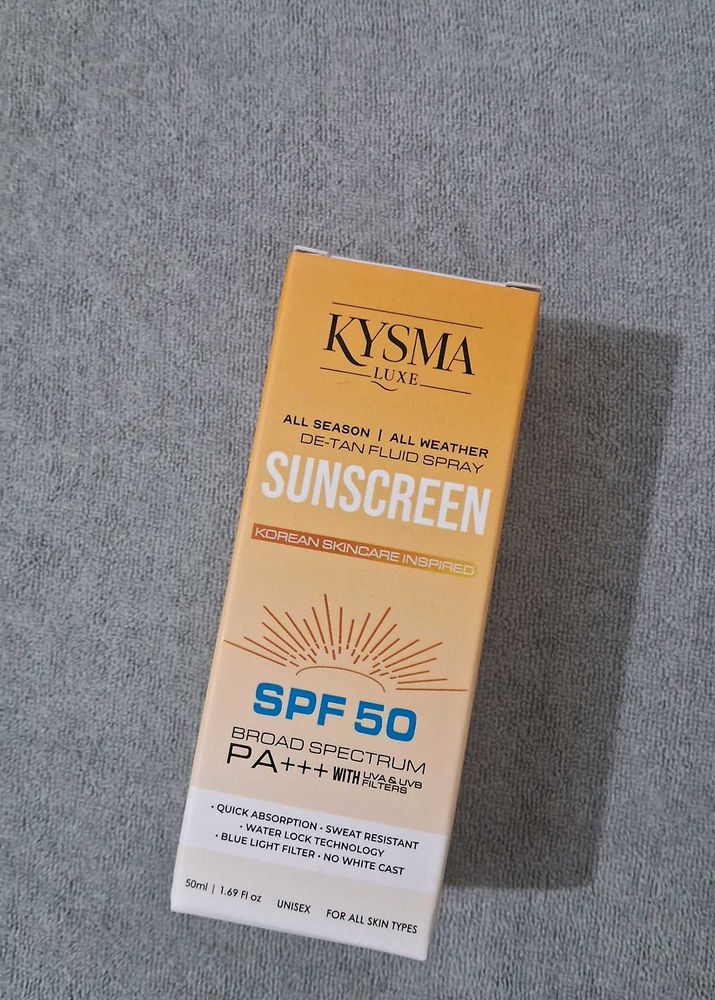 KYSMA
LUXE
ALL SEASON | ALL WEATHER
DE-TAN FLUID SPRAY
SUNSCREEN
KOREAN SKINCARE INSPIRED
SPF 50
BROAD SPECTRUM
PA+++ WITH UVA & UVB FILTERS
• QUICK ABSORPTION • SWEAT RESISTANT
• WATER LOCK TECHNOLOGY
• BLUE LIGHT FILTER • NO WHITE CAST
50ml | 1.69 Fl oz UNISEX FOR ALL SKIN TYPES